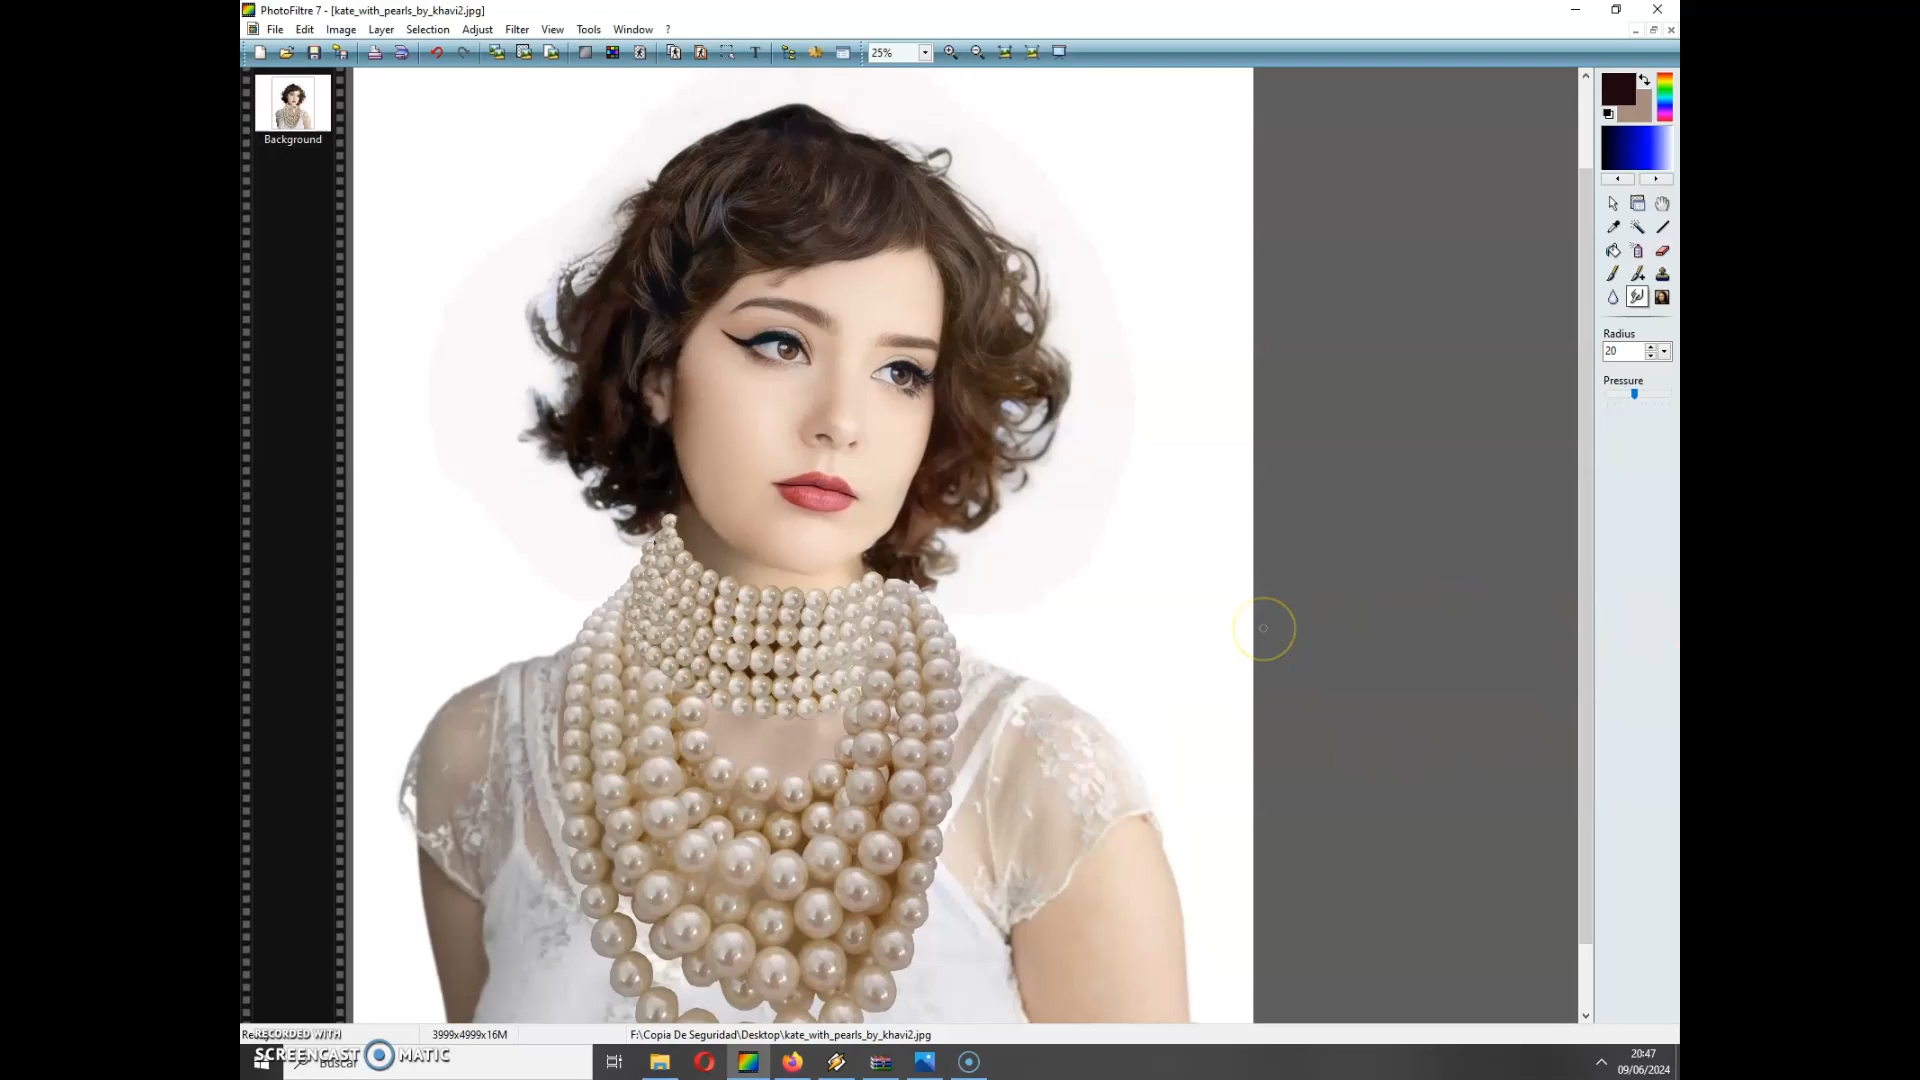 PhotoFiltre 7 - [kate_with_pearls_by_khavi2.jpg]
File Edit Image Layer Selection Adjust Filter View Tools Window ?
25%
Background
Radius
20
Pressure
3999x4999x16M
F:\Copia De Seguridad\Desktop\kate_with_pearls_by_khavi2.jpg
RECORDED WITH
SCREENCAST MATIC
Buscar
20:47
09/06/2024